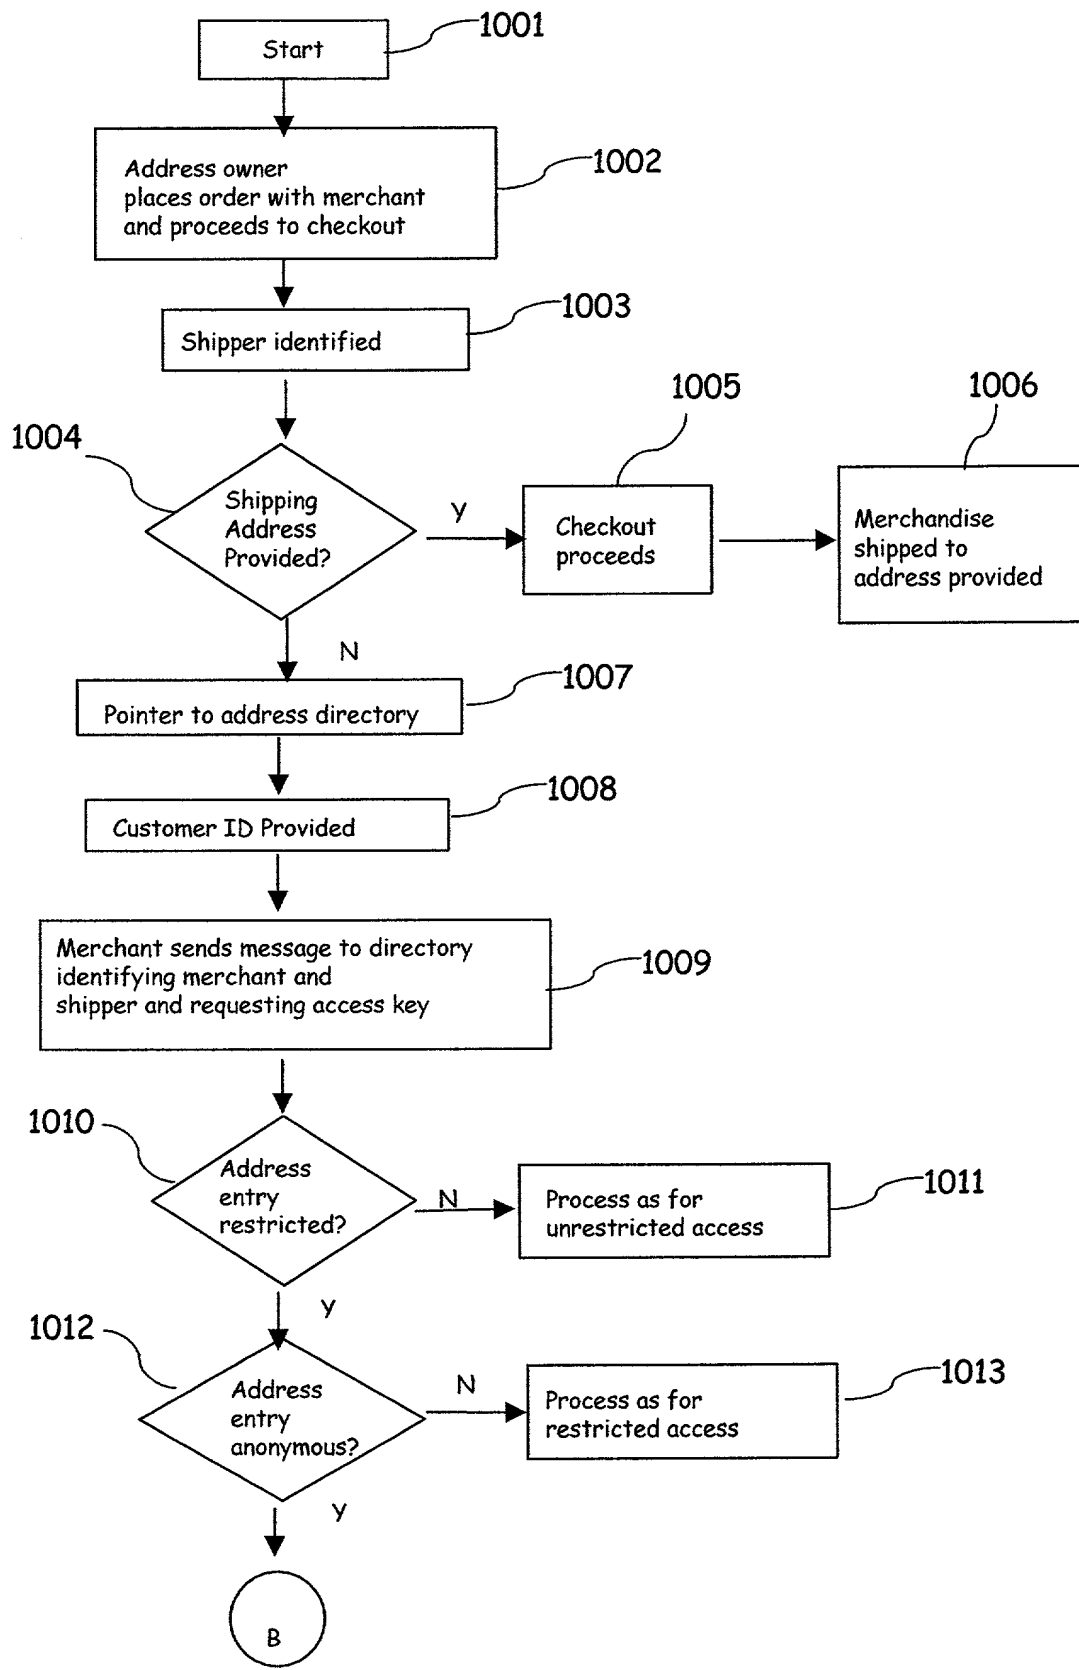 1001
Start
1002
Address owner
places order with merchant
and proceeds to checkout
1003
Shipper identified
1004
Shipping
Address
Provided?
Y
1005
Checkout
proceeds
1006
Merchandise
shipped to
address provided
N
1007
Pointer to address directory
1008
Customer ID Provided
1009
Merchant sends message to directory
identifying merchant and
shipper and requesting access key
1010
Address
entry
restricted?
N
1011
Process as for
unrestricted access
Y
1012
Address
entry
anonymous?
N
1013
Process as for
restricted access
Y
B